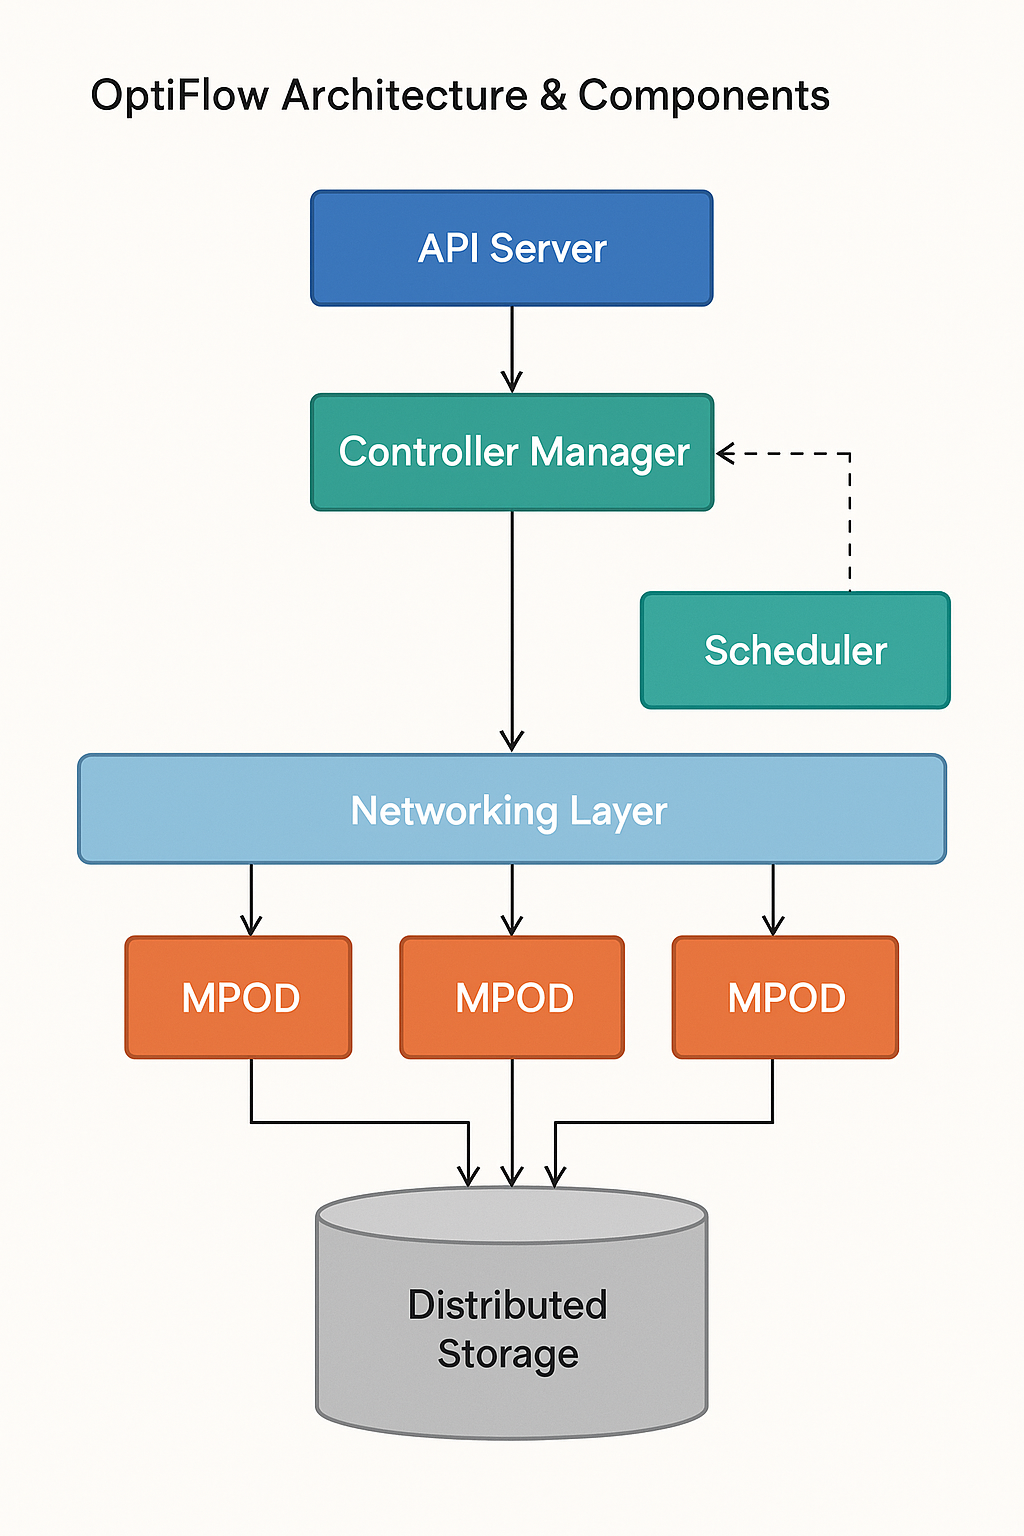 OptiFlow Architecture & Components
API Server
Controller Manager
Scheduler
Networking Layer
MPOD
MPOD
MPOD
Distributed
Storage